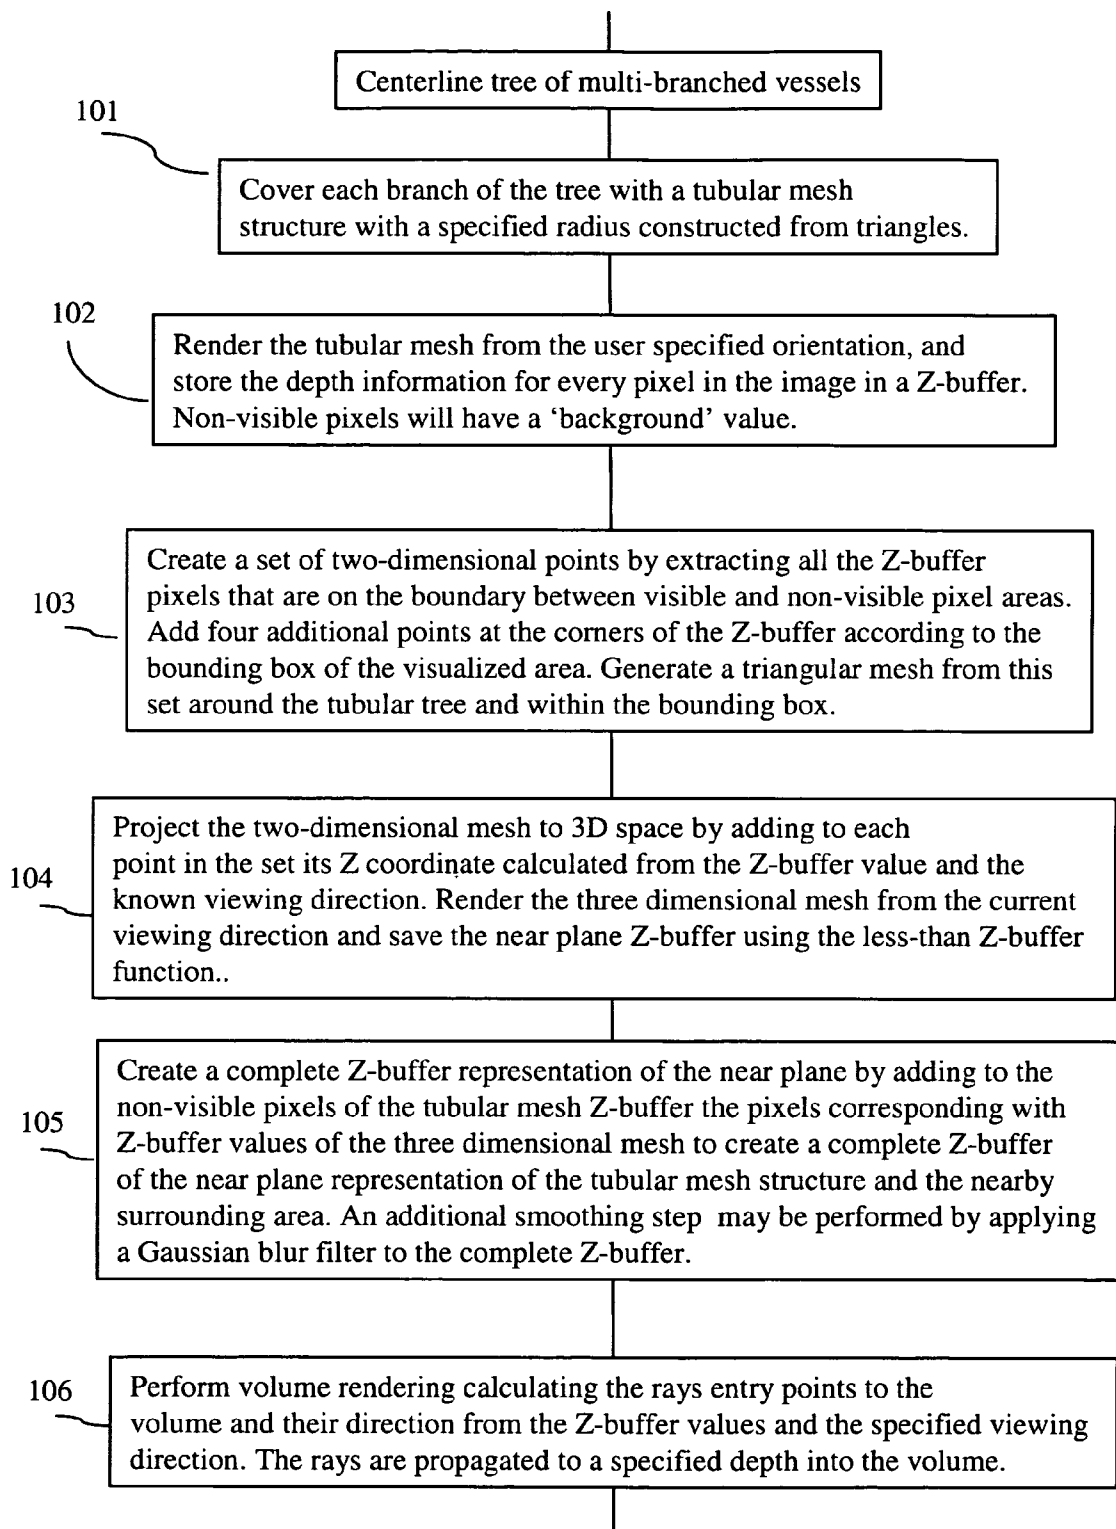 Centerline tree of multi-branched vessels
101
Cover each branch of the tree with a tubular mesh
structure with a specified radius constructed from triangles.
102
Render the tubular mesh from the user specified orientation, and
store the depth information for every pixel in the image in a Z-buffer.
Non-visible pixels will have a ‘background’ value.
103
Create a set of two-dimensional points by extracting all the Z-buffer
pixels that are on the boundary between visible and non-visible pixel areas.
Add four additional points at the corners of the Z-buffer according to the
bounding box of the visualized area. Generate a triangular mesh from this
set around the tubular tree and within the bounding box.
104
Project the two-dimensional mesh to 3D space by adding to each
point in the set its Z coordinate calculated from the Z-buffer value and the
known viewing direction. Render the three dimensional mesh from the current
viewing direction and save the near plane Z-buffer using the less-than Z-buffer
function..
105
Create a complete Z-buffer representation of the near plane by adding to the
non-visible pixels of the tubular mesh Z-buffer the pixels corresponding with
Z-buffer values of the three dimensional mesh to create a complete Z-buffer
of the near plane representation of the tubular mesh structure and the nearby
surrounding area. An additional smoothing step may be performed by applying
a Gaussian blur filter to the complete Z-buffer.
106
Perform volume rendering calculating the rays entry points to the
volume and their direction from the Z-buffer values and the specified viewing
direction. The rays are propagated to a specified depth into the volume.